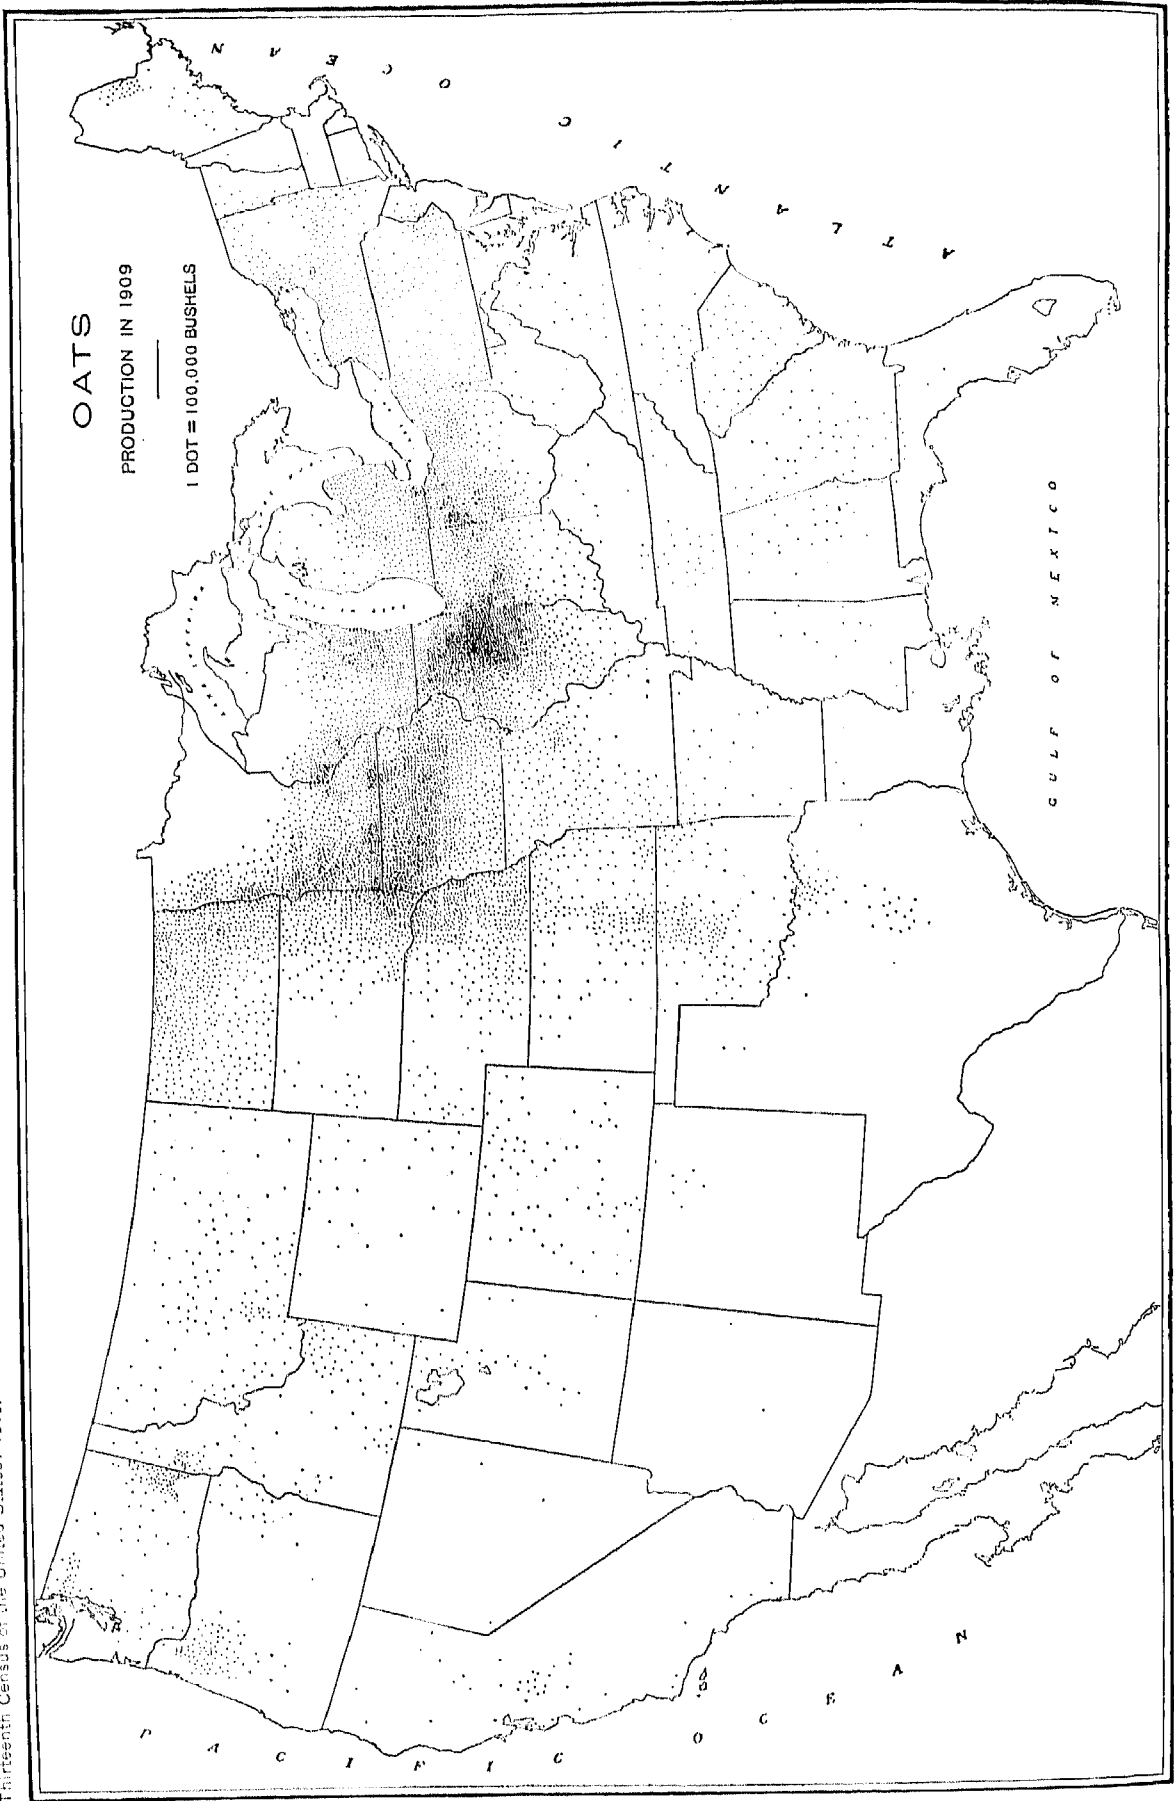 Thirteenth Census of the United States
OATS
PRODUCTION IN 1909
1 DOT = 100,000 BUSHELS
PACIFIC OCEAN
ATLANTIC OCEAN
GULF OF MEXICO